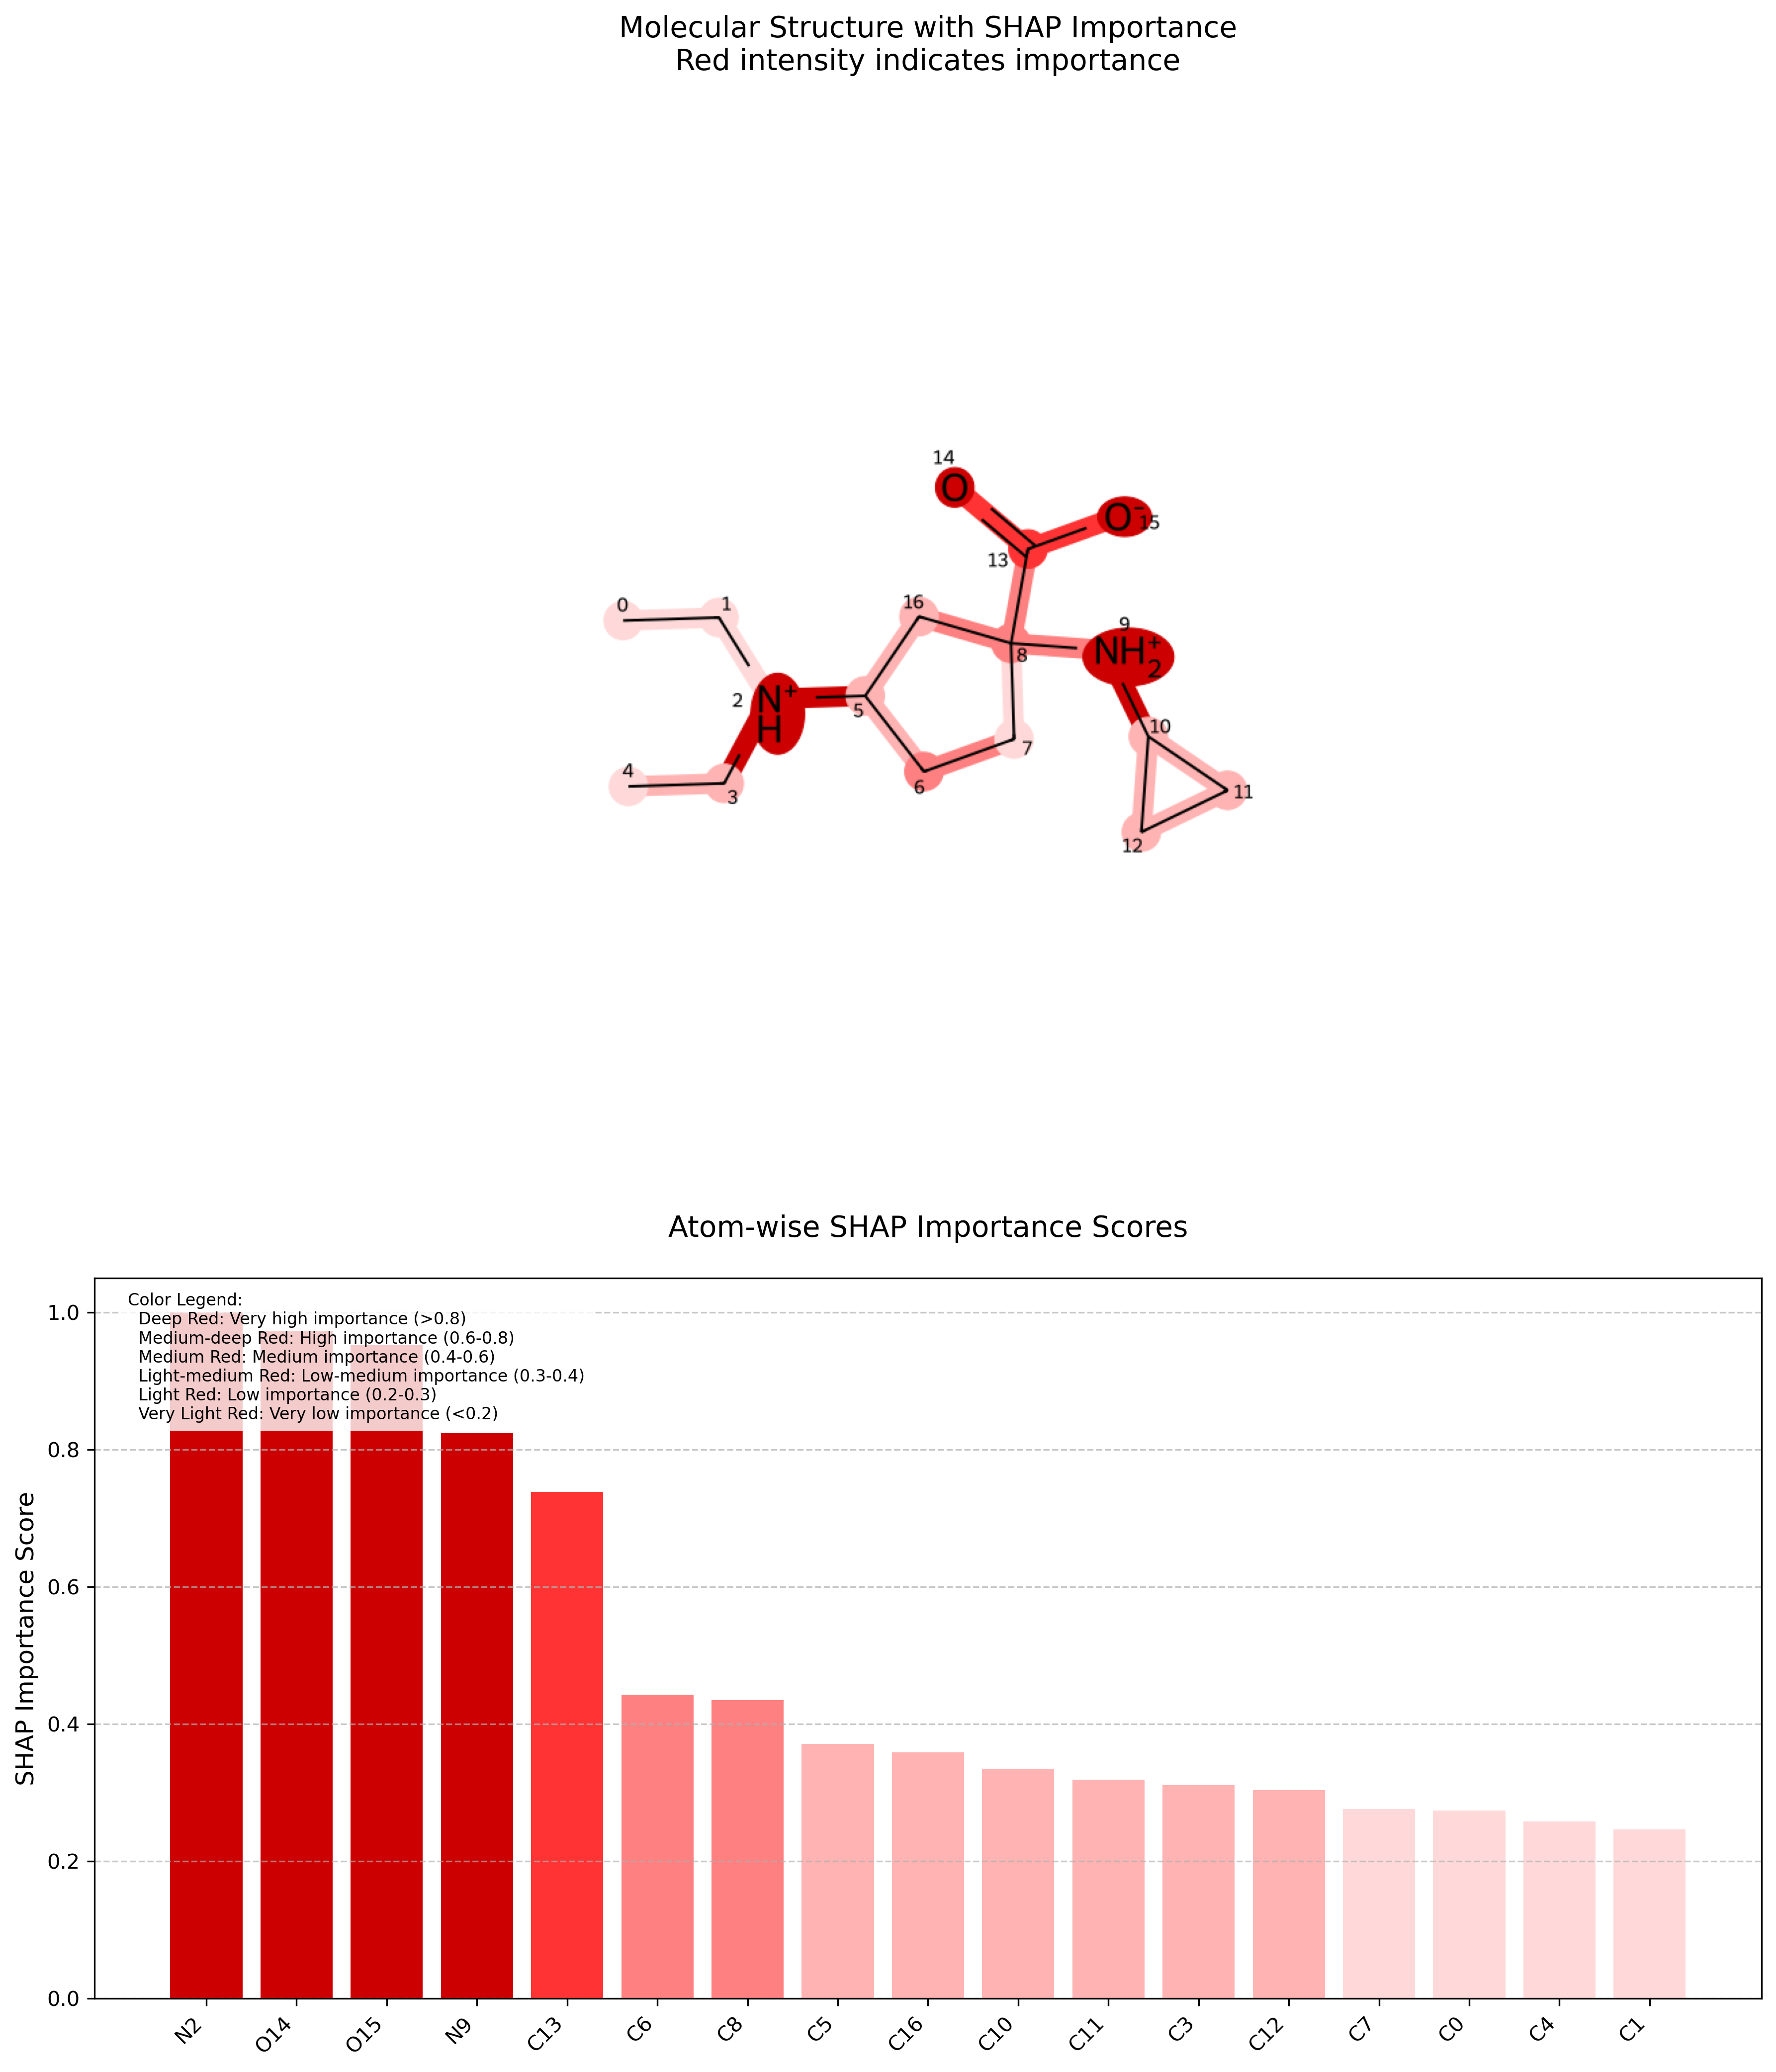 Molecular Structure with SHAP Importance
Red intensity indicates importance
14
O
O⁻
15
13
0
1
16
9
NH₂⁺
8
2
N⁺
H
5
10
7
4
3
6
11
12
Atom-wise SHAP Importance Scores
Color Legend:
Deep Red: Very high importance (>0.8)
Medium-deep Red: High importance (0.6-0.8)
Medium Red: Medium importance (0.4-0.6)
Light-medium Red: Low-medium importance (0.3-0.4)
Light Red: Low importance (0.2-0.3)
Very Light Red: Very low importance (<0.2)
SHAP Importance Score
1.0
0.8
0.6
0.4
0.2
0.0
N2 O14 O15 N9 C13 C6 C8 C5 C16 C10 C11 C3 C12 C7 C0 C4 C1